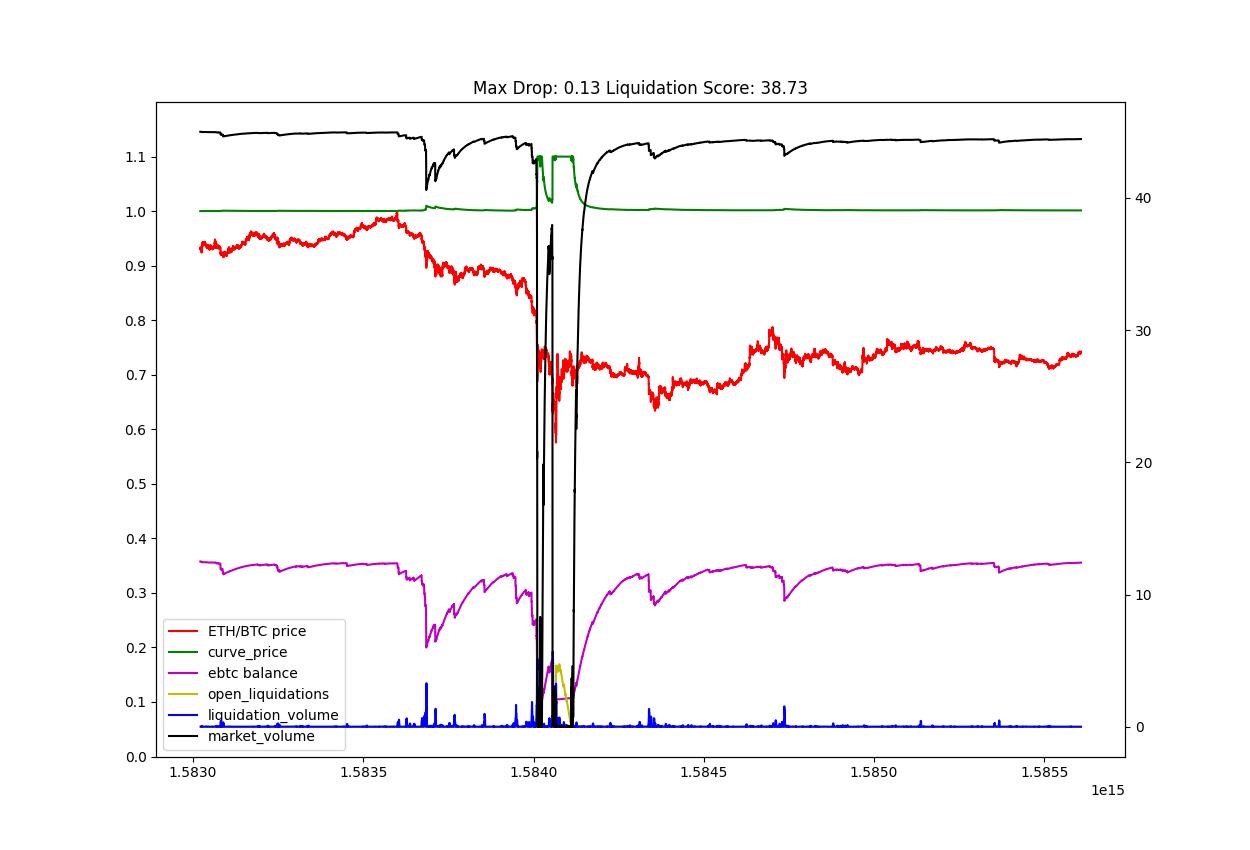 Max Drop: 0.13 Liquidation Score: 38.73
1.1
1.0
0.9
0.8
0.7
0.6
0.5
0.4
0.3
0.2
0.1
0.0
40
30
20
10
0
ETH/BTC price
curve_price
ebtc balance
open_liquidations
liquidation_volume
market_volume
1.5830 1.5835 1.5840 1.5845 1.5850 1.5855
1e15